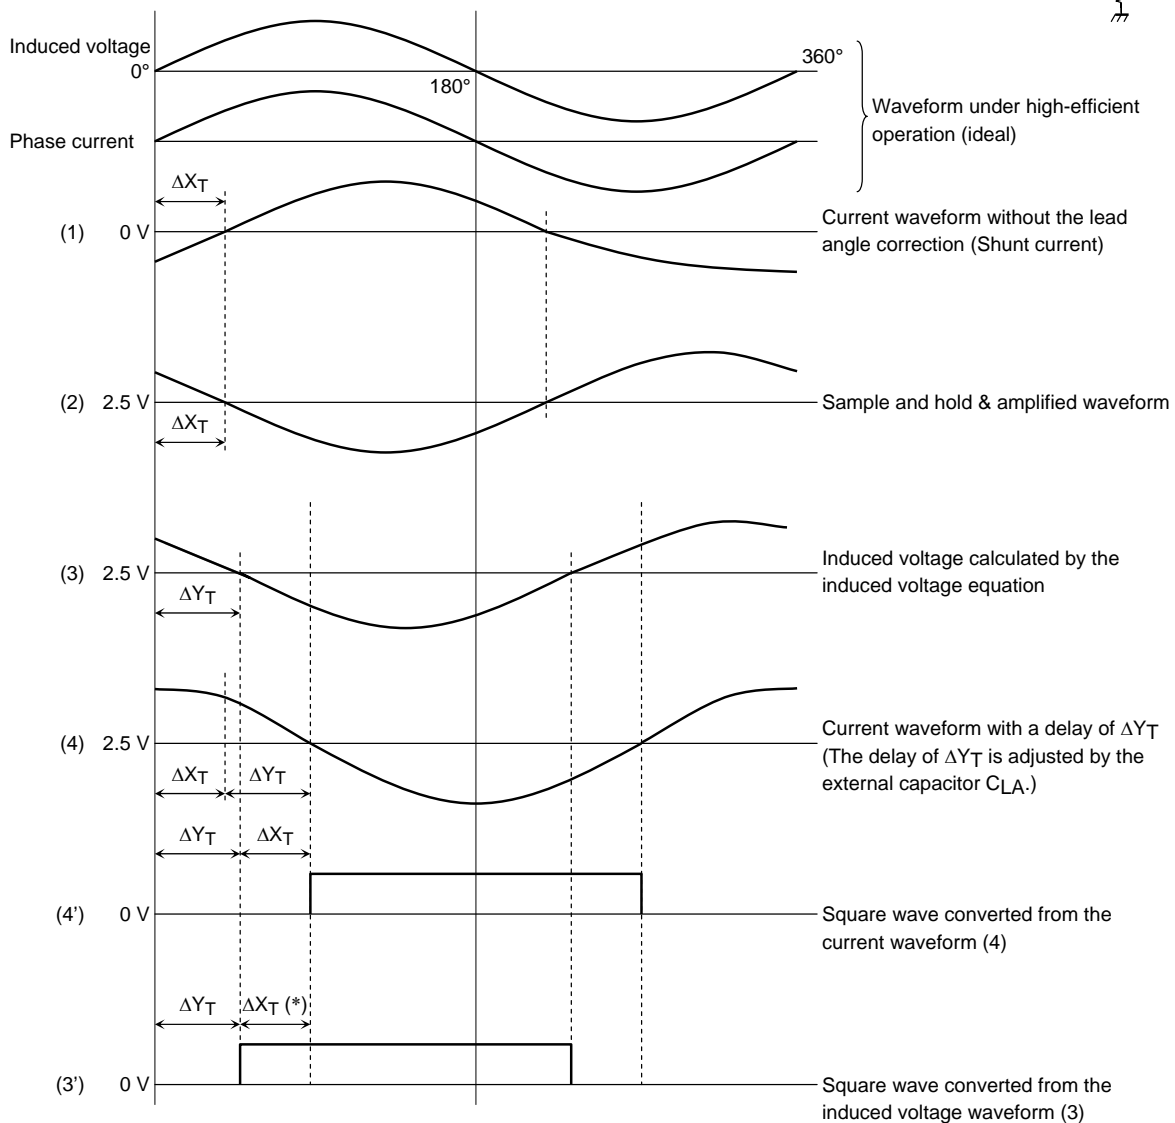 Induced voltage
0°
180°
360°
Waveform under high-efficient
operation (ideal)
Phase current
ΔXT
(1) 0 V
Current waveform without the lead
angle correction (Shunt current)
(2) 2.5 V
Sample and hold & amplified waveform
ΔXT
(3) 2.5 V
Induced voltage calculated by the
induced voltage equation
ΔYT
(4) 2.5 V
Current waveform with a delay of ΔYT
(The delay of ΔYT is adjusted by the
external capacitor CLA.)
ΔXT ΔYT
ΔYT ΔXT
(4’) 0 V
Square wave converted from the
current waveform (4)
ΔYT ΔXT (*)
(3’) 0 V
Square wave converted from the
induced voltage waveform (3)